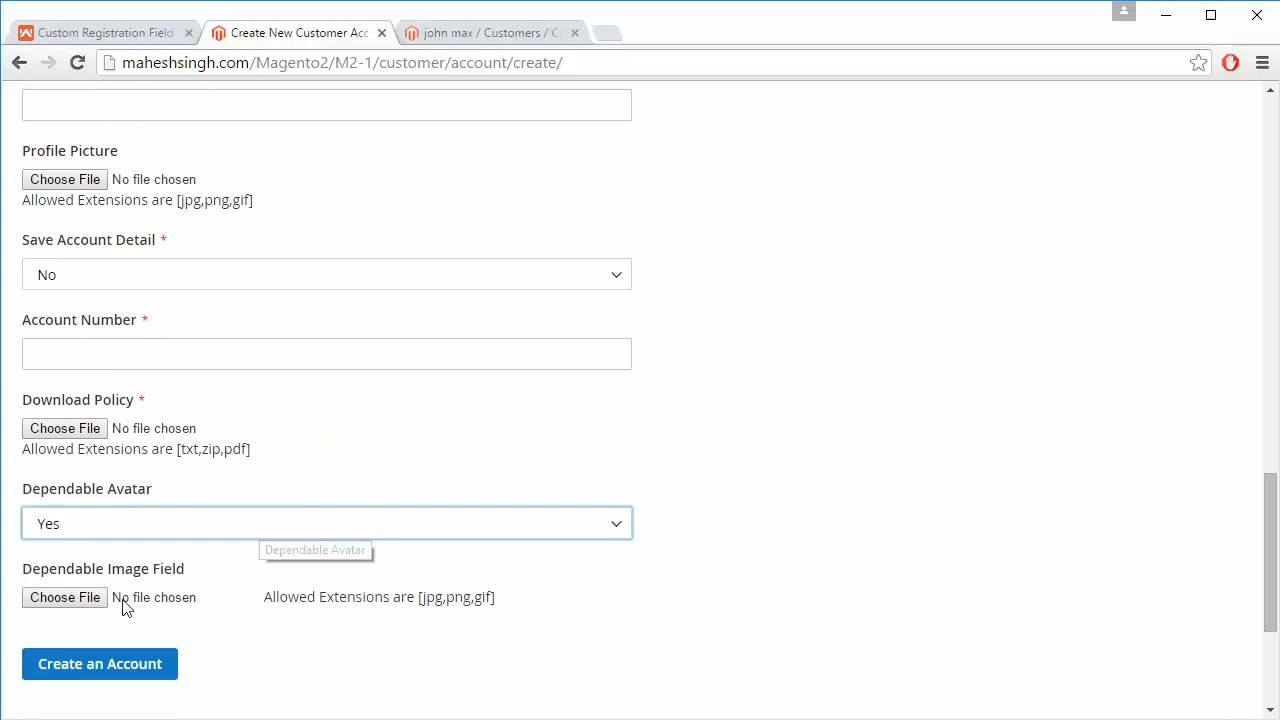 Custom Registration Field
Create New Customer Acc
john max / Customers / C
maheshsingh.com/Magento2/M2-1/customer/account/create/
Profile Picture
Choose File No file chosen
Allowed Extensions are [jpg,png,gif]
Save Account Detail *
No
Account Number *
Download Policy *
Choose File No file chosen
Allowed Extensions are [txt,zip,pdf]
Dependable Avatar
Yes
Dependable Avatar
Dependable Image Field
Choose File No file chosen Allowed Extensions are [jpg,png,gif]
Create an Account